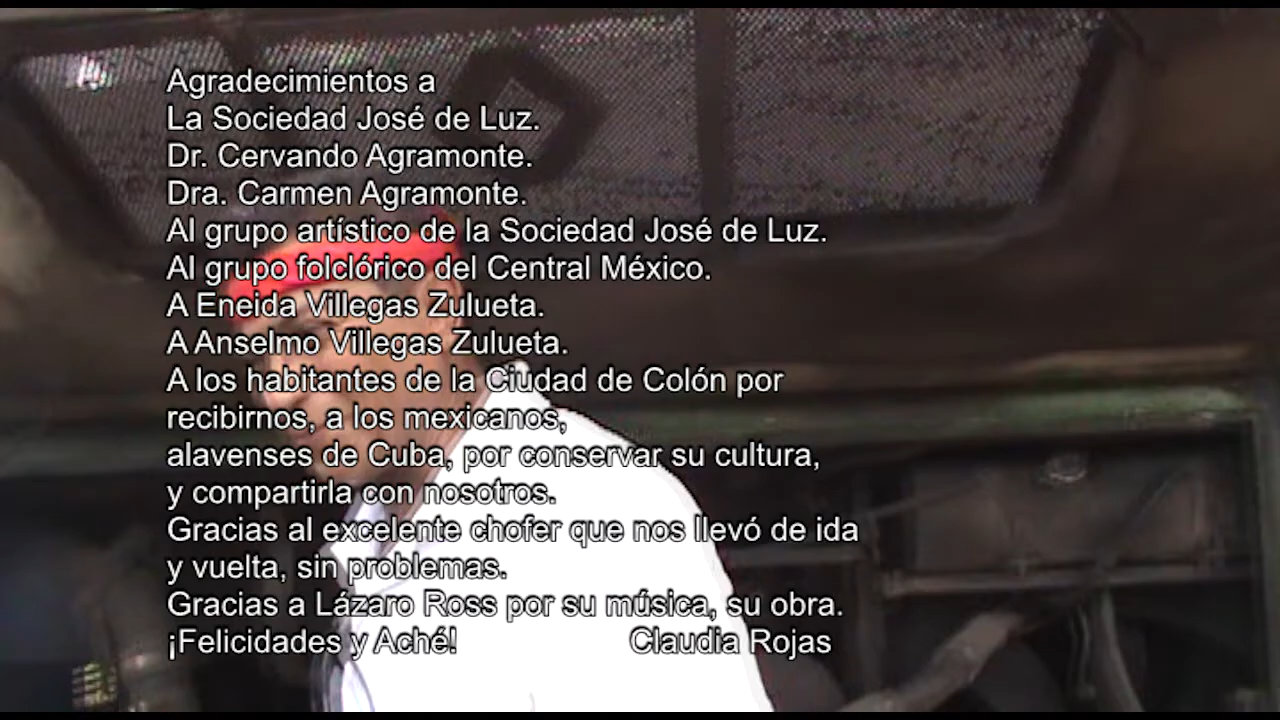 Agradecimientos a
La Sociedad José de Luz.
Dr. Cervando Agramonte.
Dra. Carmen Agramonte.
Al grupo artístico de la Sociedad José de Luz.
Al grupo folclórico del Central México.
A Eneida Villegas Zulueta.
A Anselmo Villegas Zulueta.
A los habitantes de la Ciudad de Colón por
recibirnos, a los mexicanos,
alavenses de Cuba, por conservar su cultura,
y compartirla con nosotros.
Gracias al excelente chofer que nos llevó de ida
y vuelta, sin problemas.
Gracias a Lázaro Ross por su música, su obra.
¡Felicidades y Aché! Claudia Rojas